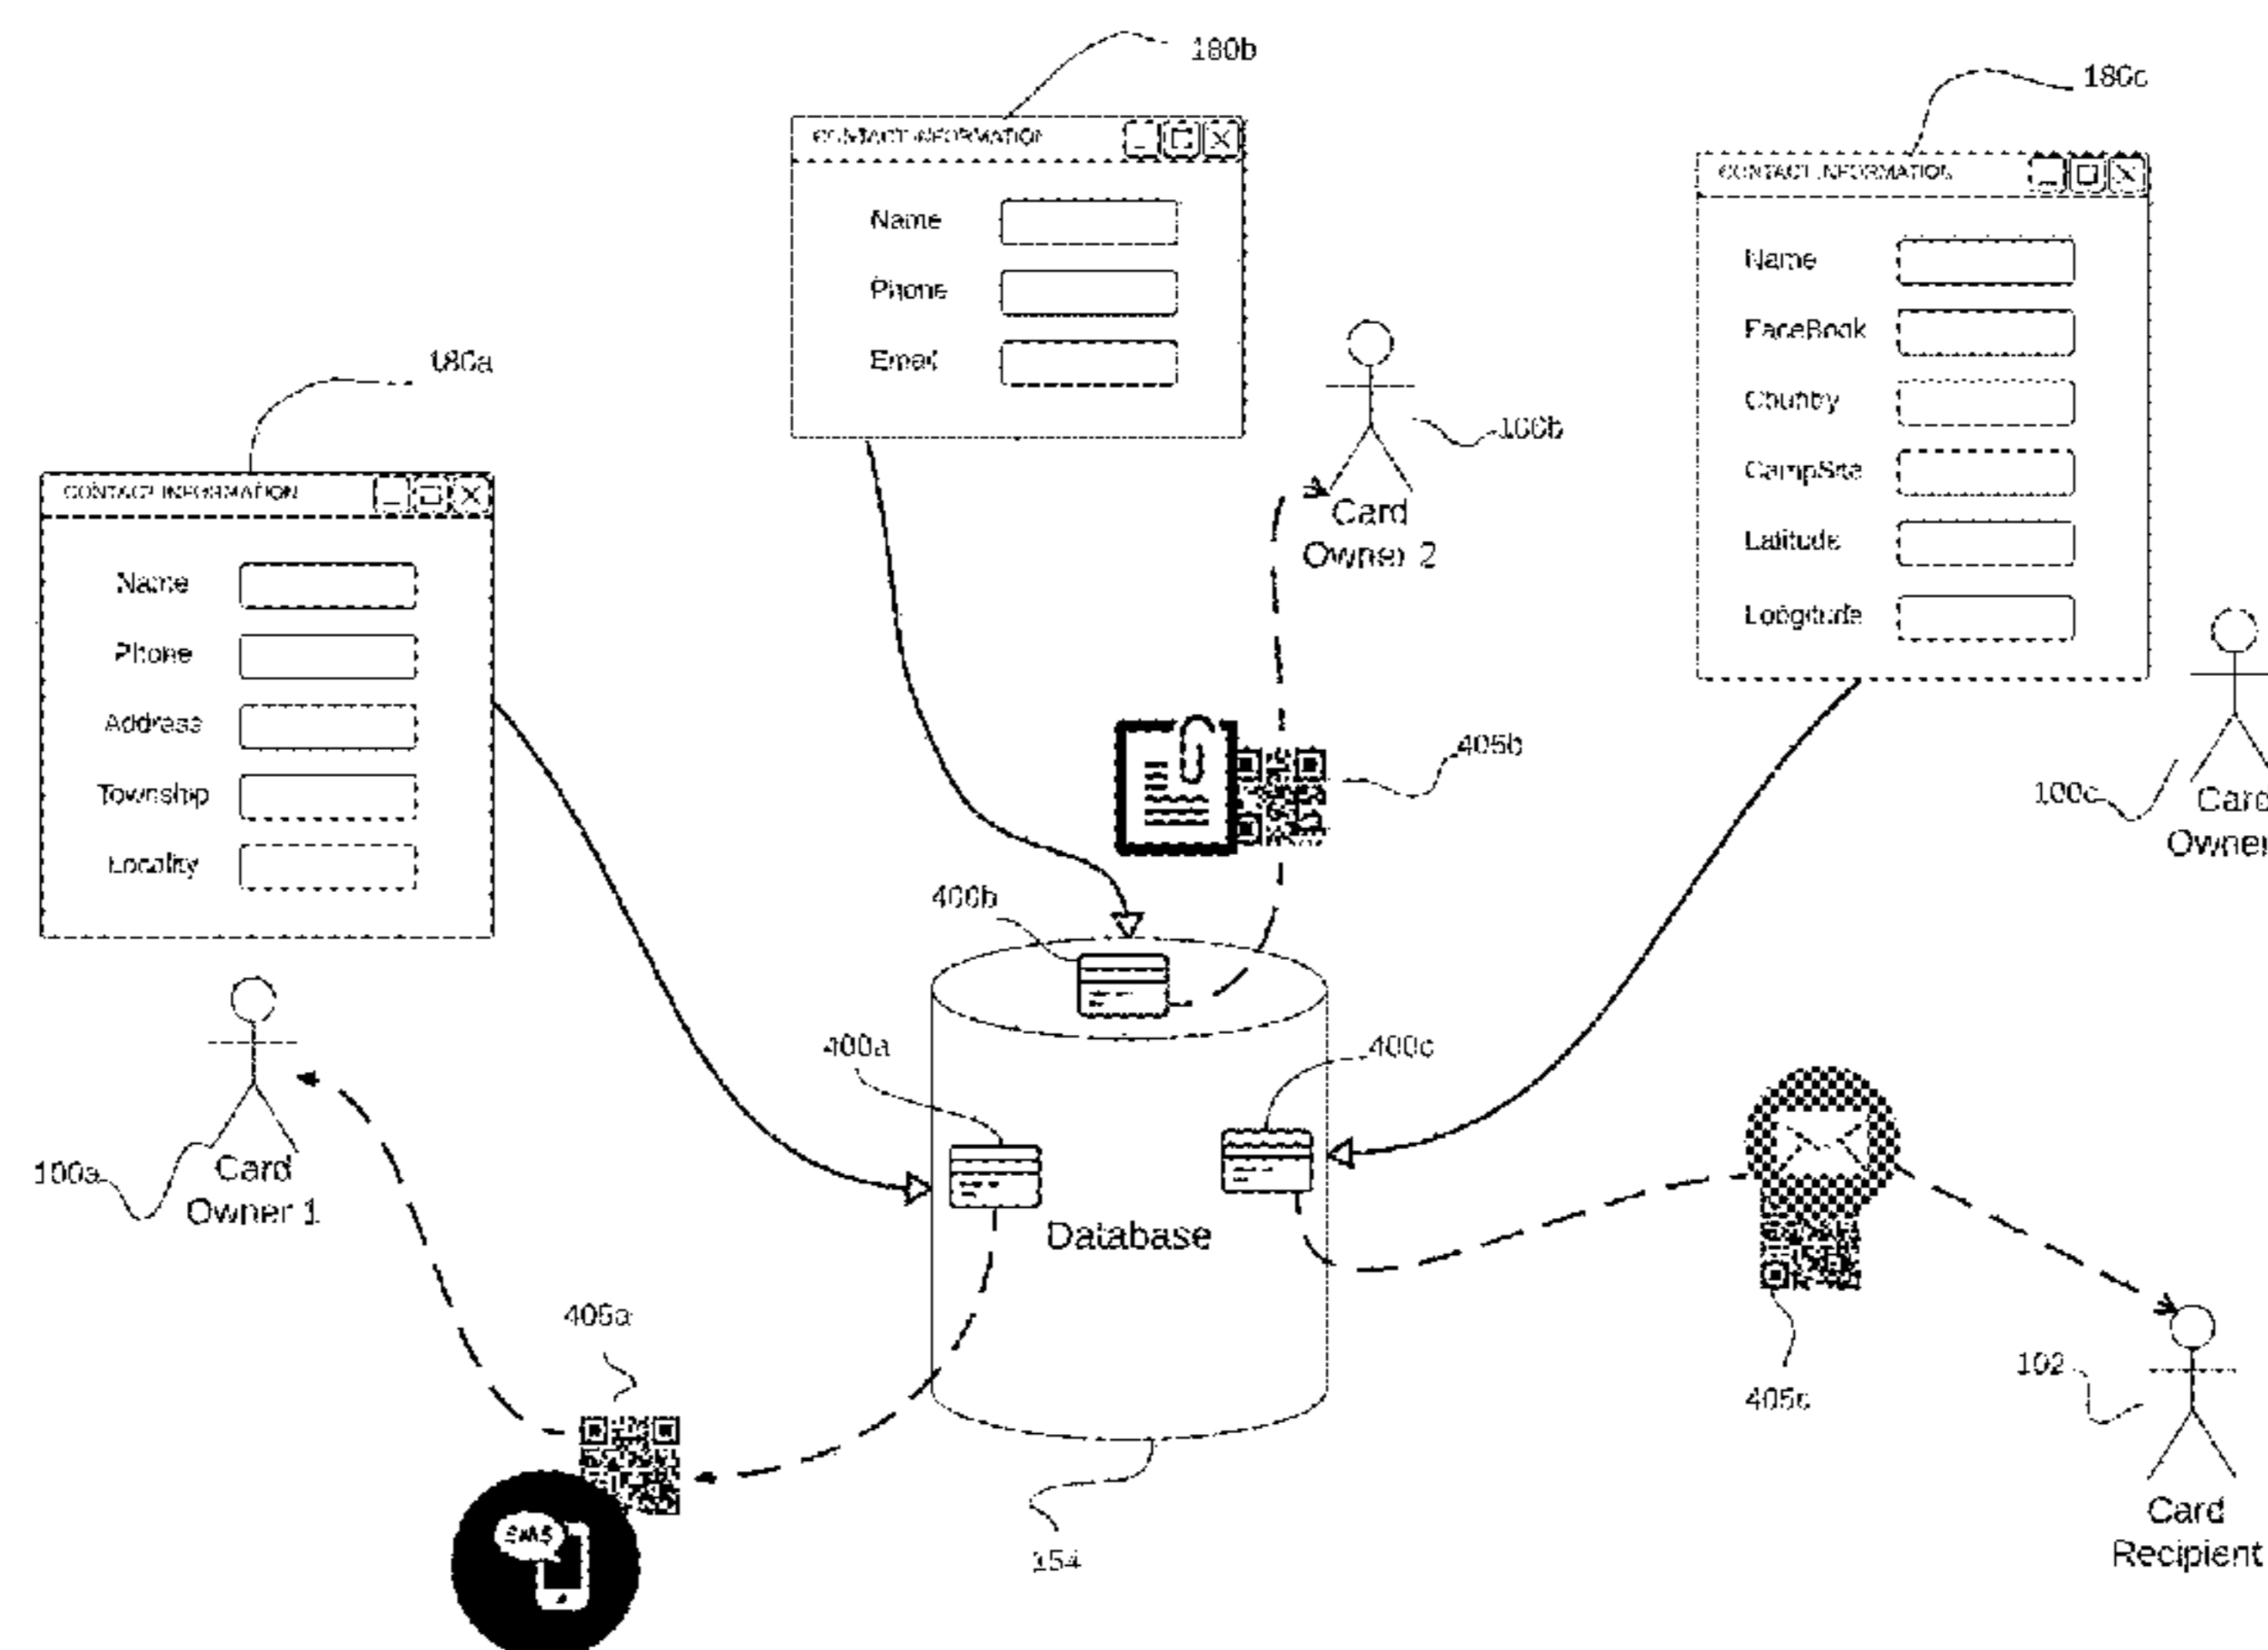 180b
180c
CONTACT INFORMATION
Name
Phone
Email
CONTACT INFORMATION
Name
FaceBook
Country
CampSite
Latitude
Longitude
180a
CONTACT INFORMATION
Name
Phone
Address
Township
Locality
100b
Card
Owner 2
405b
100c
Card
Owner
400b
400a
400c
100a
Card
Owner 1
Database
405a
SMS
154
405c
102
Card
Recipient